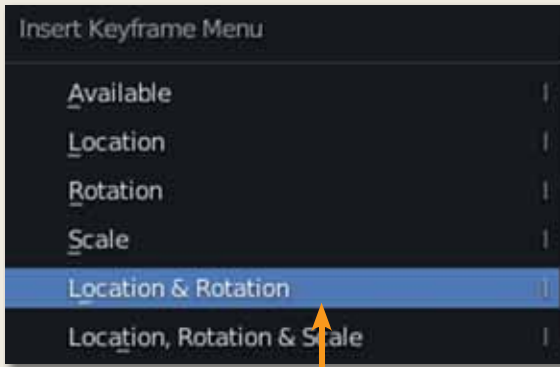 Insert Keyframe Menu
Available
Location
Rotation
Scale
Location & Rotation
Location, Rotation & Scale